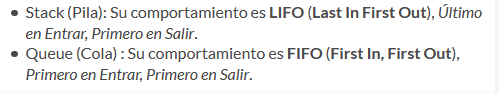 • Stack (Pila): Su comportamiento es LIFO (Last In First Out), Último
en Entrar, Primero en Salir.
• Queue (Cola) : Su comportamiento es FIFO (First In, First Out),
Primero en Entrar, Primero en Salir.